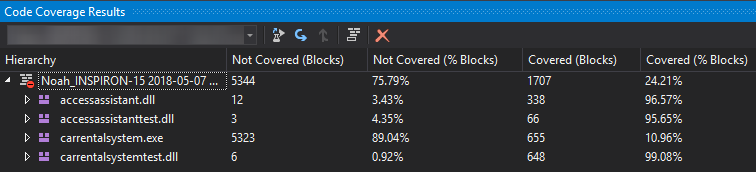 Code Coverage Results
Hierarchy Not Covered (Blocks) Not Covered (% Blocks) Covered (Blocks) Covered (% Blocks)
Noah_INSPIRON-15 2018-05-07 ... 5344 75.79% 1707 24.21%
accessassistant.dll 12 3.43% 338 96.57%
accessassistanttest.dll 3 4.35% 66 95.65%
carrentalsystem.exe 5323 89.04% 655 10.96%
carrentalsystemtest.dll 6 0.92% 648 99.08%